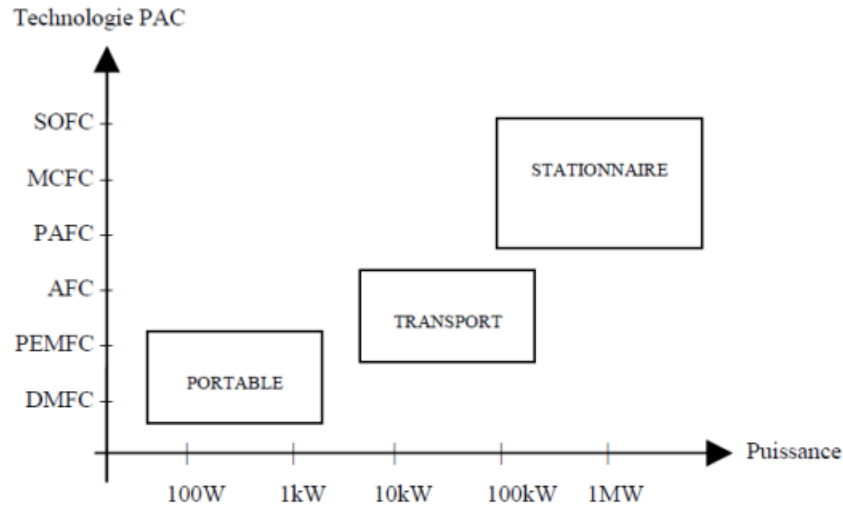 Technologie PAC
SOFC
MCFC
PAFC
AFC
PEMFC
DMFC
STATIONNAIRE
TRANSPORT
PORTABLE
Puissance
100W 1kW 10kW 100kW 1MW